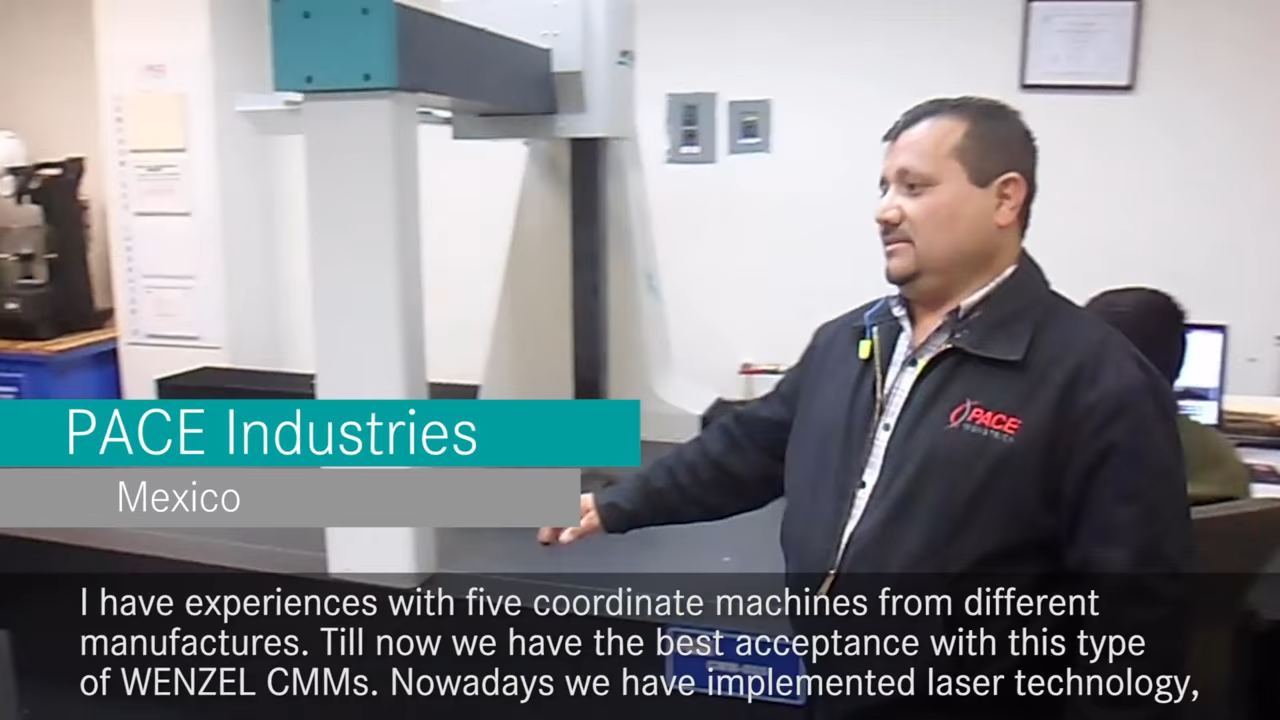 PACE Industries
Mexico
PACE
INDUSTRIES
I have experiences with five coordinate machines from different
manufactures. Till now we have the best acceptance with this type
of WENZEL CMMs. Nowadays we have implemented laser technology,